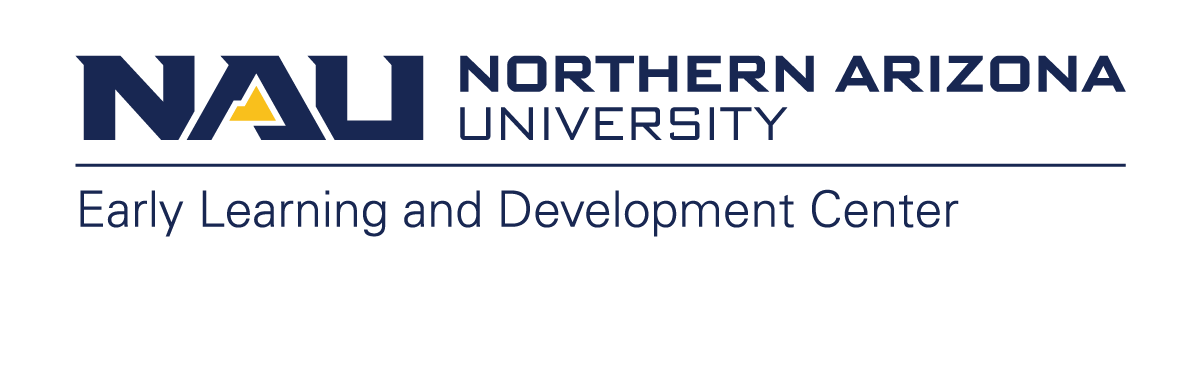 NAU NORTHERN ARIZONA
UNIVERSITY
Early Learning and Development Center